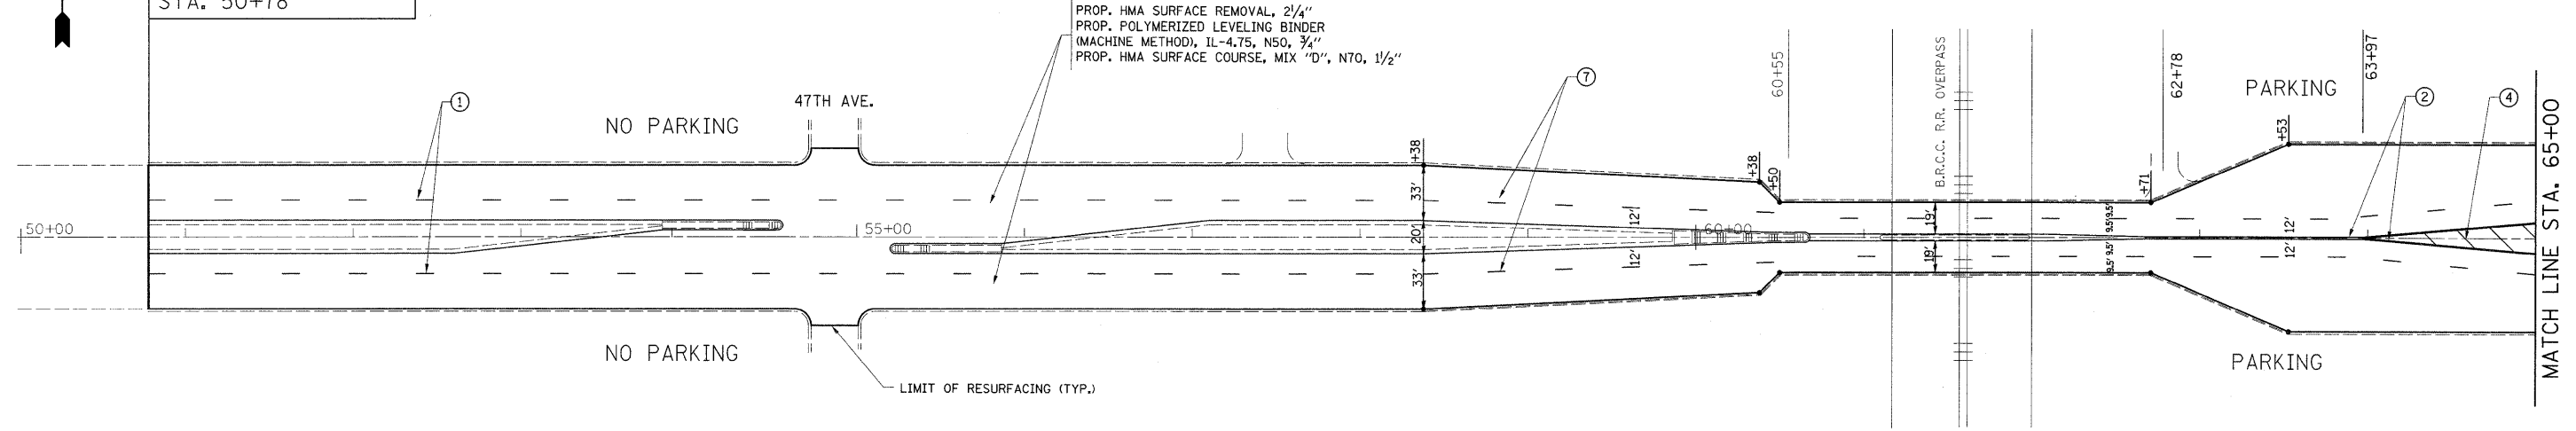 STA. 50+78
PROP. HMA SURFACE REMOVAL, 2 1/4"
PROP. POLYMERIZED LEVELING BINDER
(MACHINE METHOD), IL-4.75, N50, 3/4"
PROP. HMA SURFACE COURSE, MIX "D", N70, 1 1/2"
1
NO PARKING
47TH AVE.
7
60+55
B.R.C.C. R.R. OVERPASS
62+78
PARKING
63+97
2
4
MATCH LINE STA. 65+00
+38
+38
+50
+71
+53
50+00
55+00
60+00
33'
20'
33'
12'
12'
19'
19'
9.5' 9.5'
9.5' 9.5'
12'
12'
NO PARKING
PARKING
LIMIT OF RESURFACING (TYP.)